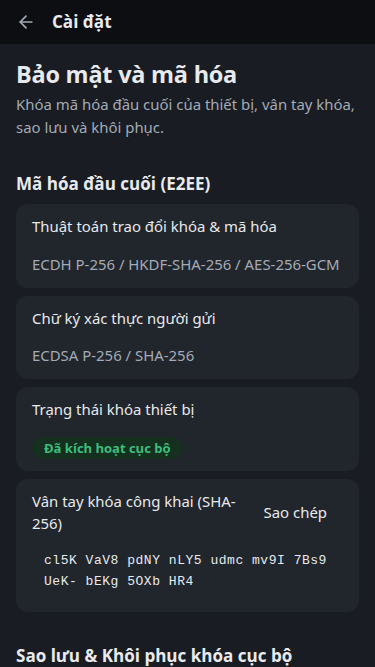 Cài đặt
Bảo mật và mã hóa
Khóa mã hóa đầu cuối của thiết bị, vân tay khóa,
sao lưu và khôi phục.
Mã hóa đầu cuối (E2EE)
Thuật toán trao đổi khóa & mã hóa
ECDH P-256 / HKDF-SHA-256 / AES-256-GCM
Chữ ký xác thực người gửi
ECDSA P-256 / SHA-256
Trạng thái khóa thiết bị
Đã kích hoạt cục bộ
Vân tay khóa công khai (SHA-
256)
Sao chép
cl5K VaV8 pdNY nLY5 udmc mv9I 7Bs9
UeK- bEKg 5OXb HR4
Sao lưu & Khôi phục khóa cục bộ